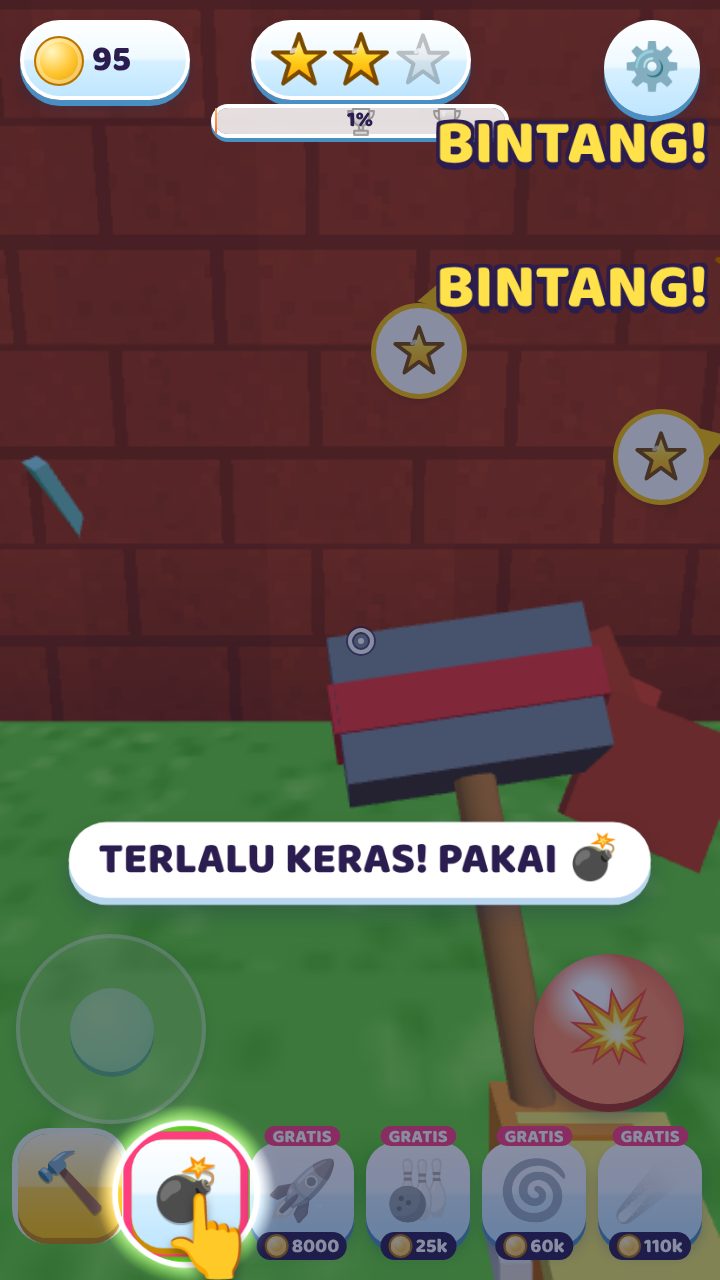 95
1%
BINTANG!
BINTANG!
TERLALU KERAS! PAKAI
GRATIS GRATIS GRATIS GRATIS
8000 25k 60k 110k